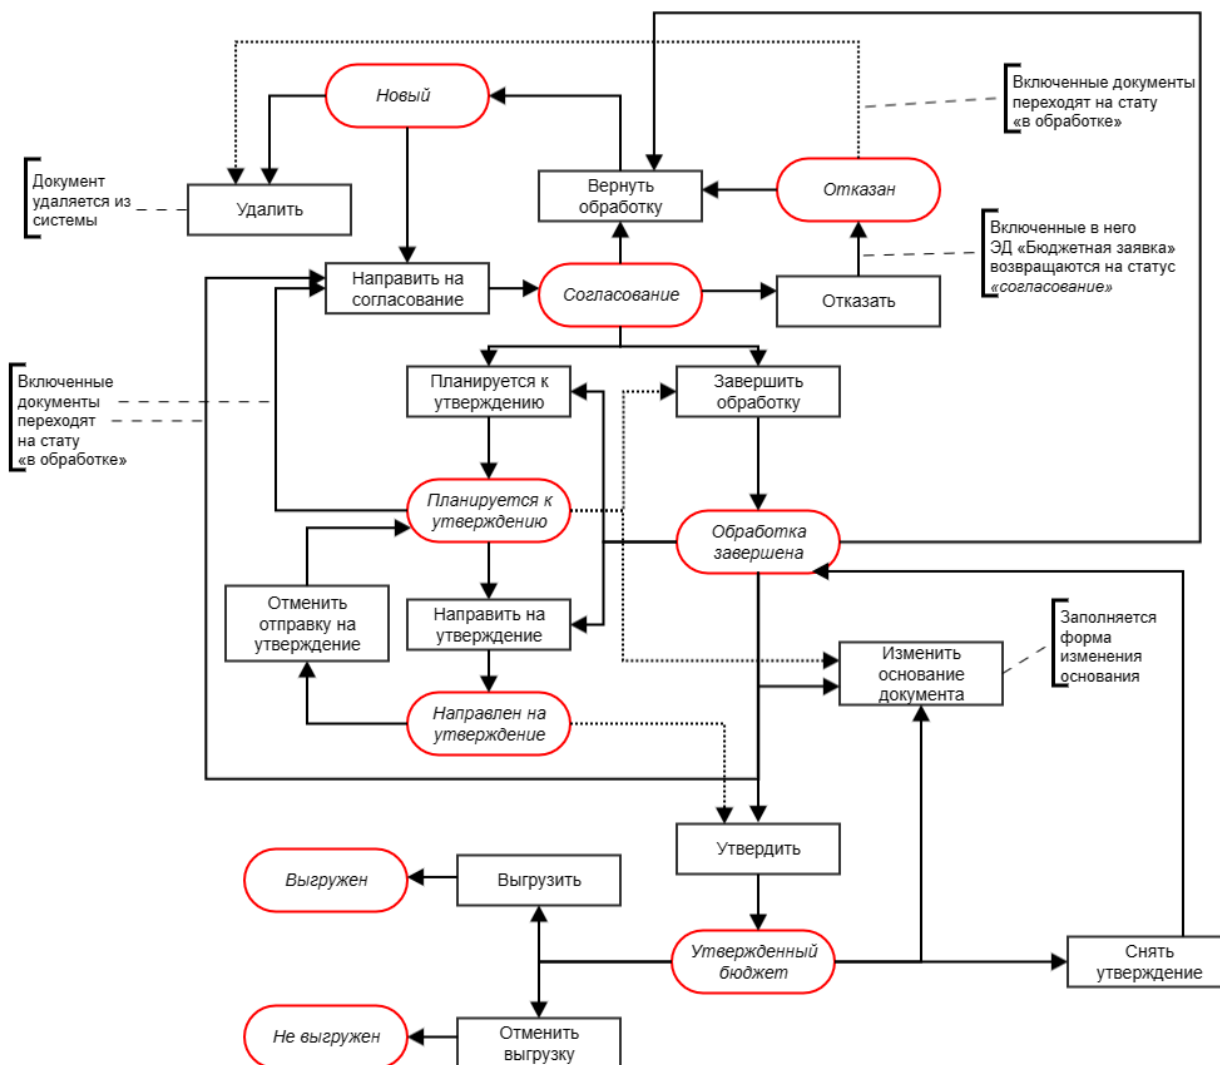 Новый
Включенные документы
переходят на стату
«в обработке»
Документ
удаляется из
системы
Удалить
Вернуть
обработку
Отказан
Включенные в него
ЭД «Бюджетная заявка»
возвращаются на статус
«согласование»
Направить на
согласование
Согласование
Отказать
Включенные
документы
переходят
на стату
«в обработке»
Планируется к
утверждению
Завершить
обработку
Планируется к
утверждению
Обработка
завершена
Отменить
отправку на
утверждение
Направить на
утверждение
Изменить
основание
документа
Заполняется
форма
изменения
основания
Направлен на
утверждение
Утвердить
Выгружен
Выгрузить
Утвержденный
бюджет
Снять
утверждение
Не выгружен
Отменить
выгрузку